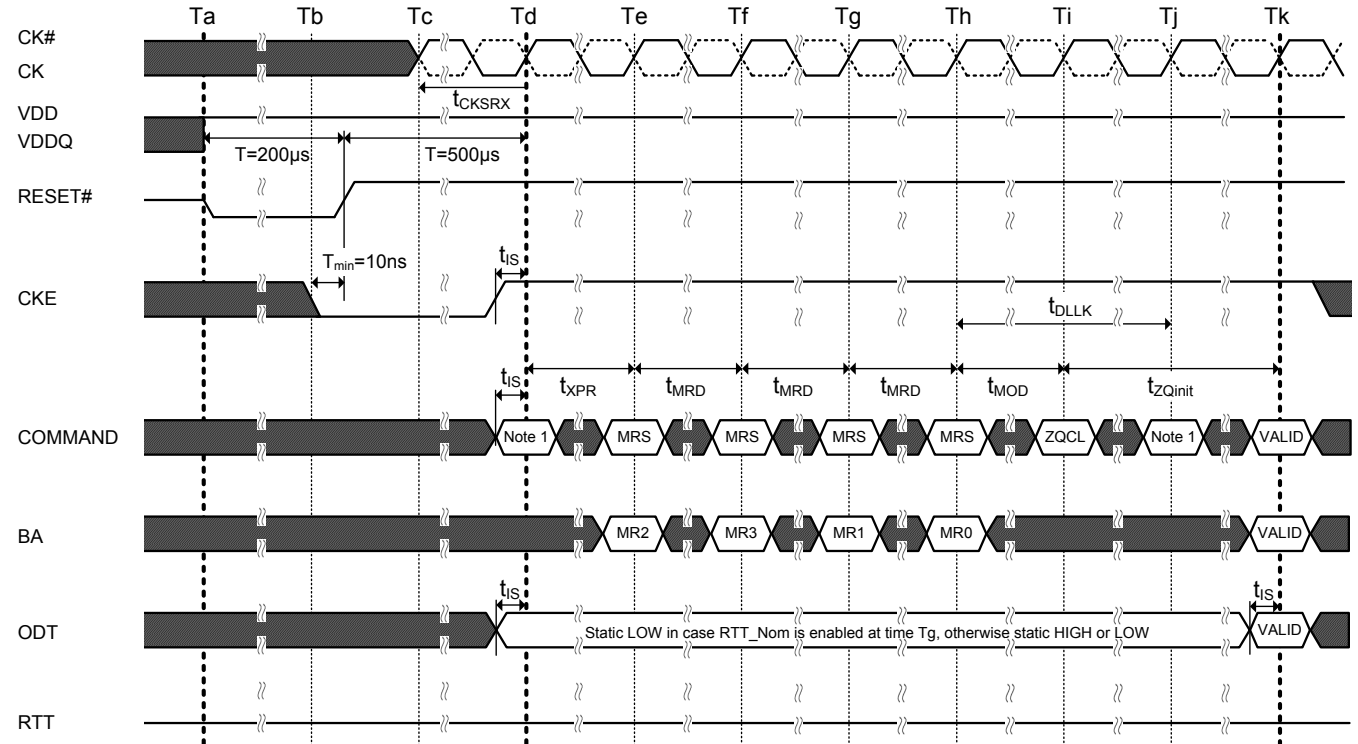 Ta Tb Tc Td Te Tf Tg Th Ti Tj Tk
CK#
CK
tCKSRX
VDD
VDDQ
T=200µs T=500µs
RESET#
Tmin=10ns
tIS
CKE
tDLLK
tIS tXPR tMRD tMRD tMRD tMOD tZQinit
COMMAND Note 1 MRS MRS MRS MRS ZQCL Note 1 VALID
BA MR2 MR3 MR1 MR0 VALID
tIS tIS
ODT Static LOW in case RTT_Nom is enabled at time Tg, otherwise static HIGH or LOW VALID
RTT